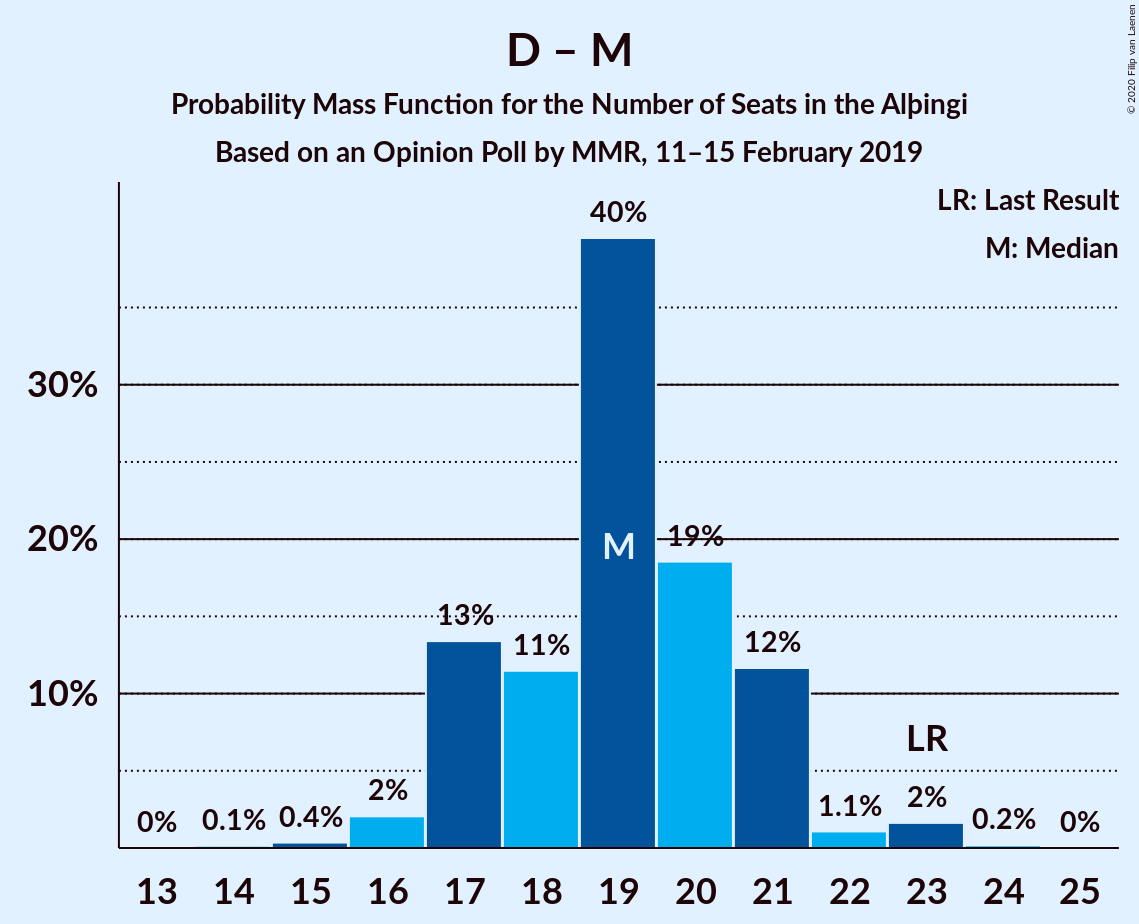 D – M
Probability Mass Function for the Number of Seats in the Alþingi
Based on an Opinion Poll by MMR, 11–15 February 2019
© 2020 Filip van Laenen
LR: Last Result
M: Median
40%
30%
20%
19%
M
13%
11%
12%
10%
LR
0%
0.1%
0.4%
2%
1.1%
2%
0.2%
0%
13 14 15 16 17 18 19 20 21 22 23 24 25